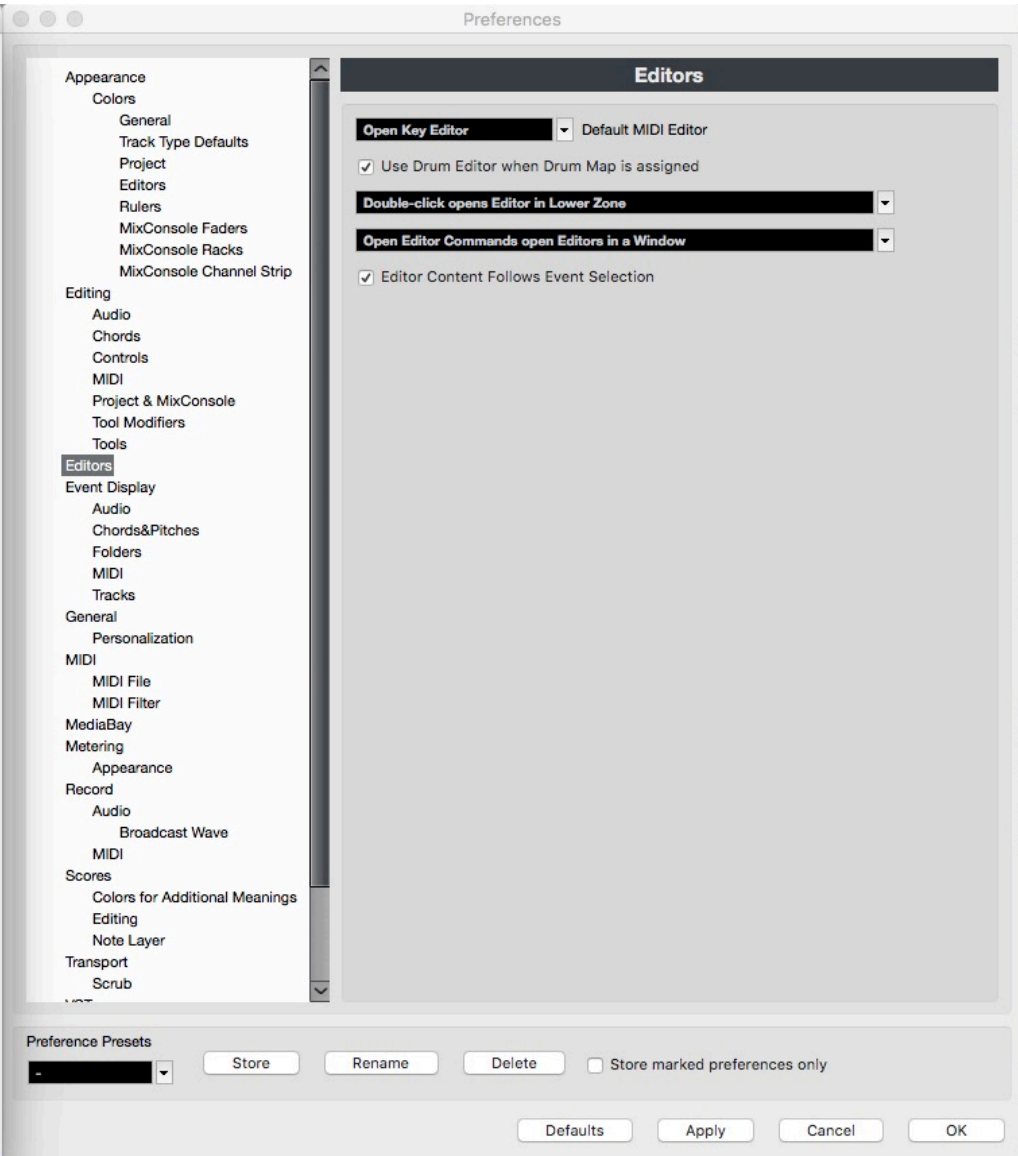 Preferences
Appearance
Colors
General
Track Type Defaults
Project
Editors
Rulers
MixConsole Faders
MixConsole Racks
MixConsole Channel Strip
Editing
Audio
Chords
Controls
MIDI
Project & MixConsole
Tool Modifiers
Tools
Editors
Event Display
Audio
Chords&Pitches
Folders
MIDI
Tracks
General
Personalization
MIDI
MIDI File
MIDI Filter
MediaBay
Metering
Appearance
Record
Audio
Broadcast Wave
MIDI
Scores
Colors for Additional Meanings
Editing
Note Layer
Transport
Scrub
Editors
Open Key Editor Default MIDI Editor
Use Drum Editor when Drum Map is assigned
Double-click opens Editor in Lower Zone
Open Editor Commands open Editors in a Window
Editor Content Follows Event Selection
Preference Presets
- Store Rename Delete Store marked preferences only
Defaults Apply Cancel OK